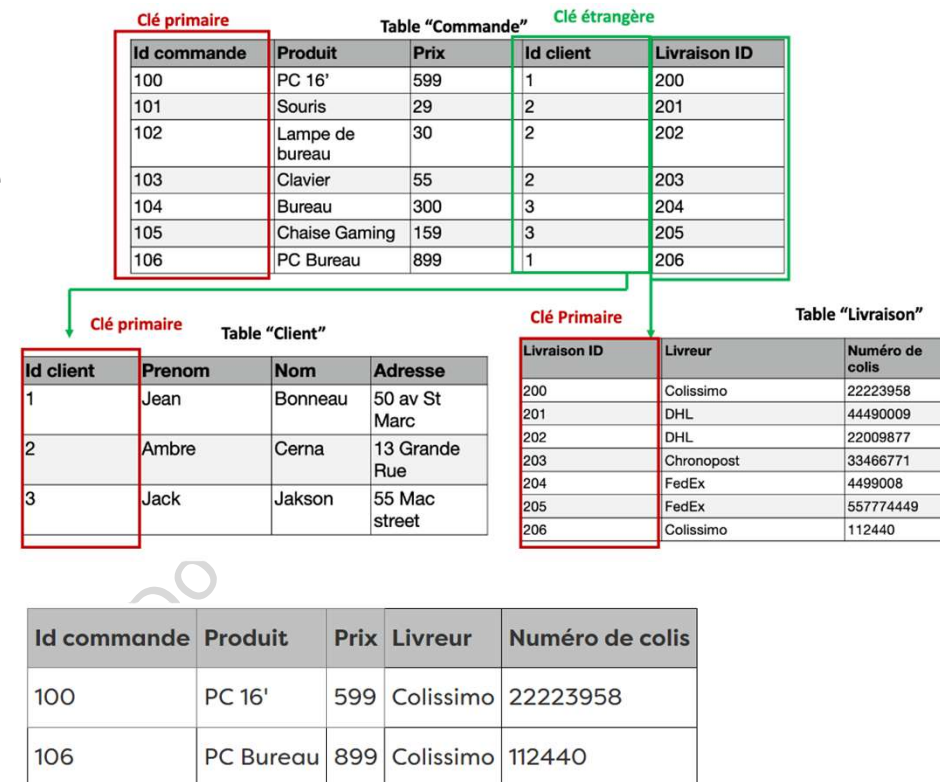 Clé primaire
Table “Commande”
Clé étrangère
Id commande Produit Prix Id client Livraison ID
100 PC 16’ 599 1 200
101 Souris 29 2 201
102 Lampe de bureau 30 2 202
103 Clavier 55 2 203
104 Bureau 300 3 204
105 Chaise Gaming 159 3 205
106 PC Bureau 899 1 206
Clé primaire
Table “Client”
Id client Prenom Nom Adresse
1 Jean Bonneau 50 av St Marc
2 Ambre Cerna 13 Grande Rue
3 Jack Jakson 55 Mac street
Clé Primaire
Table “Livraison”
Livraison ID Livreur Numéro de colis
200 Colissimo 22223958
201 DHL 44490009
202 DHL 22009877
203 Chronopost 33466771
204 FedEx 4499008
205 FedEx 557774449
206 Colissimo 112440
Id commande Produit Prix Livreur Numéro de colis
100 PC 16' 599 Colissimo 22223958
106 PC Bureau 899 Colissimo 112440